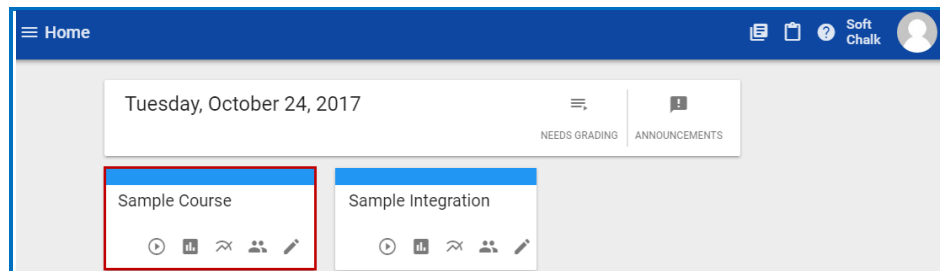 Home
Soft
Chalk
Tuesday, October 24, 2017
NEEDS GRADING
ANNOUNCEMENTS
Sample Course
Sample Integration